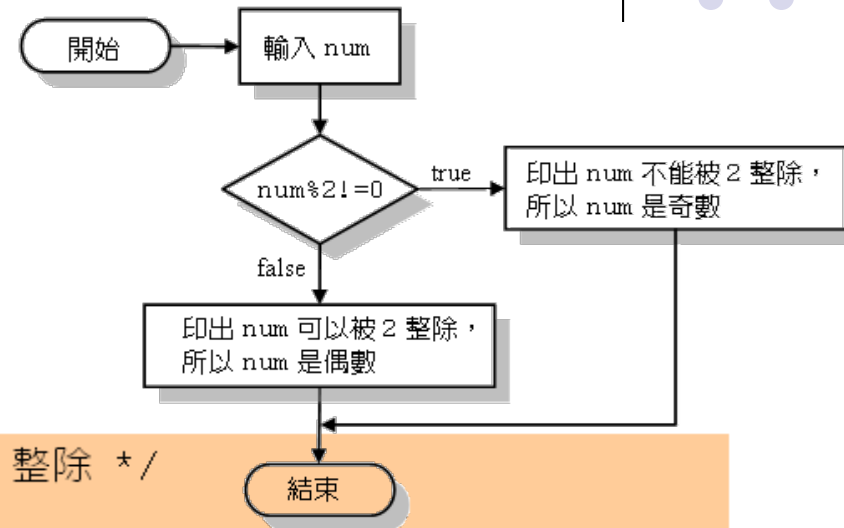 開始
輸入 num
num%2!=0
true
印出 num 不能被2 整除，
所以 num 是奇數
false
印出 num 可以被2 整除，
所以 num 是偶數
整除 */
結束